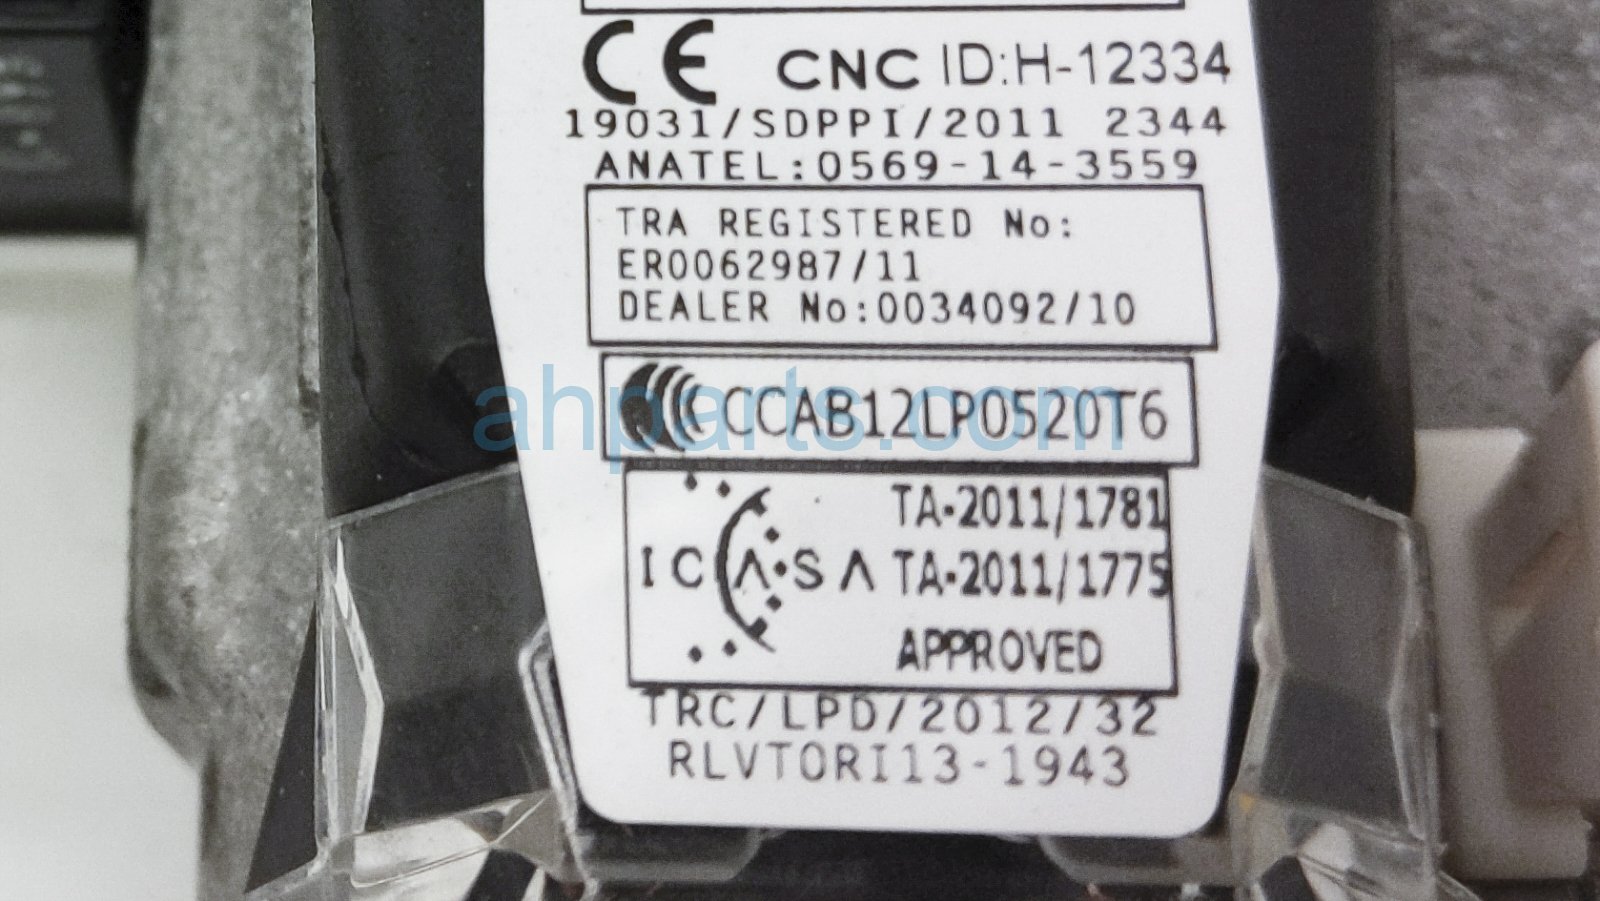 CE CNC ID:H-12334
19031/SDPPI/2011 2344
ANATEL:0569-14-3559
TRA REGISTERED No:
ER0062987/11
DEALER No:0034092/10
CCAB12LP0520T6
ahparts.com
TA-2011/1781
ICASA TA-2011/1775
APPROVED
TRC/LPD/2012/32
RLVTORI13-1943